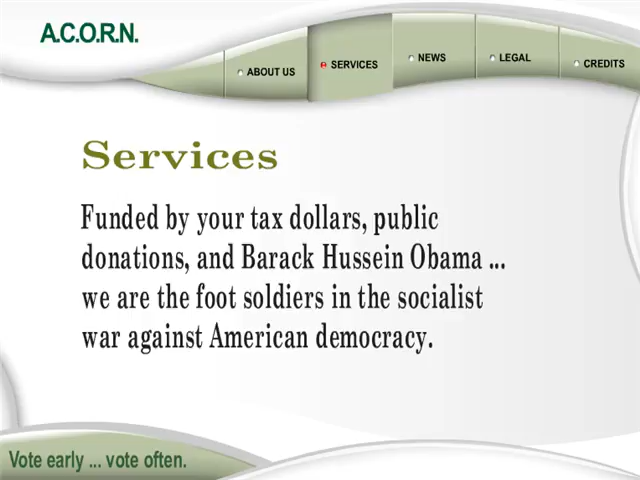 A.C.O.R.N.
ABOUT US
SERVICES
NEWS
LEGAL
CREDITS
Services
Funded by your tax dollars, public
donations, and Barack Hussein Obama ...
we are the foot soldiers in the socialist
war against American democracy.
Vote early ... vote often.